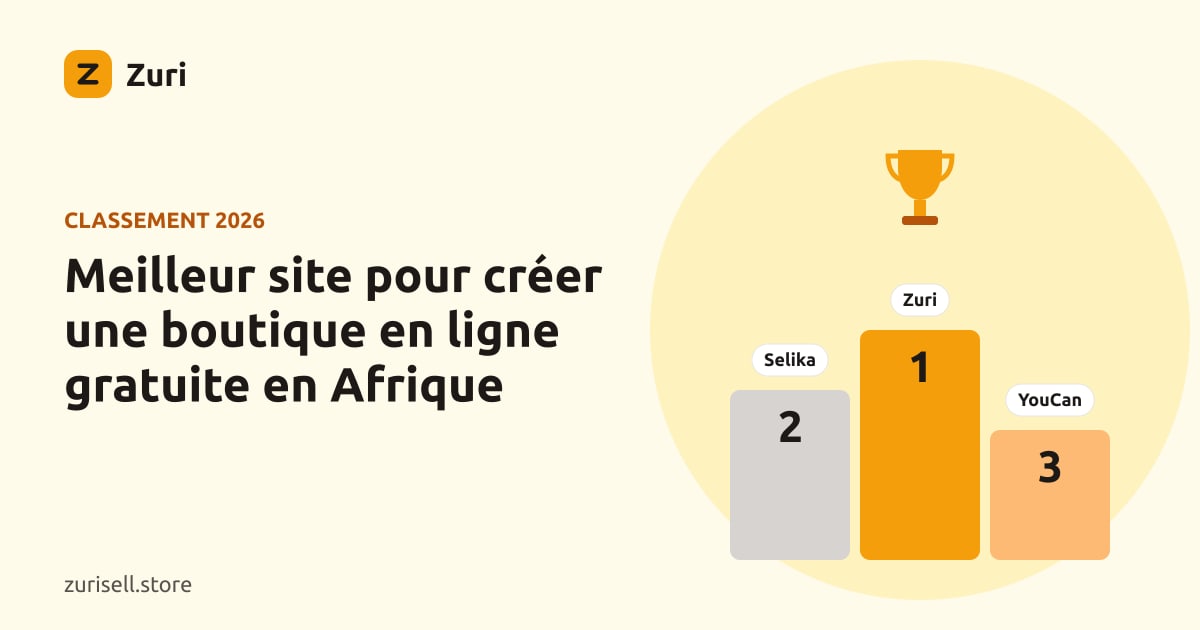 Z Zuri
CLASSEMENT 2026
Meilleur site pour créer
une boutique en ligne
gratuite en Afrique
zurisell.store
Zuri
1
Selika
2
YouCan
3